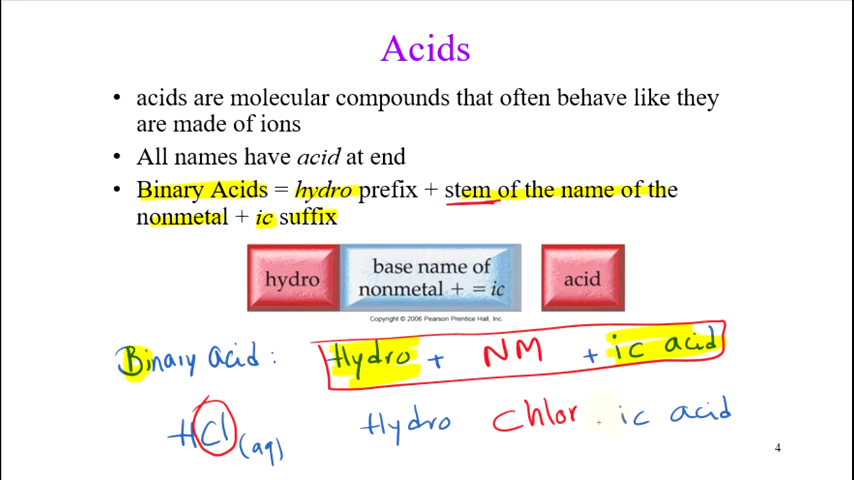 Acids
• acids are molecular compounds that often behave like they
are made of ions
• All names have acid at end
• Binary Acids = hydro prefix + stem of the name of the
nonmetal + ic suffix
hydro
base name of
nonmetal + = ic
acid
Copyright © 2006 Pearson Prentice Hall, Inc.
Binary acid : Hydro + NM + ic acid
HCl(aq) Hydro Chlor . ic acid
4